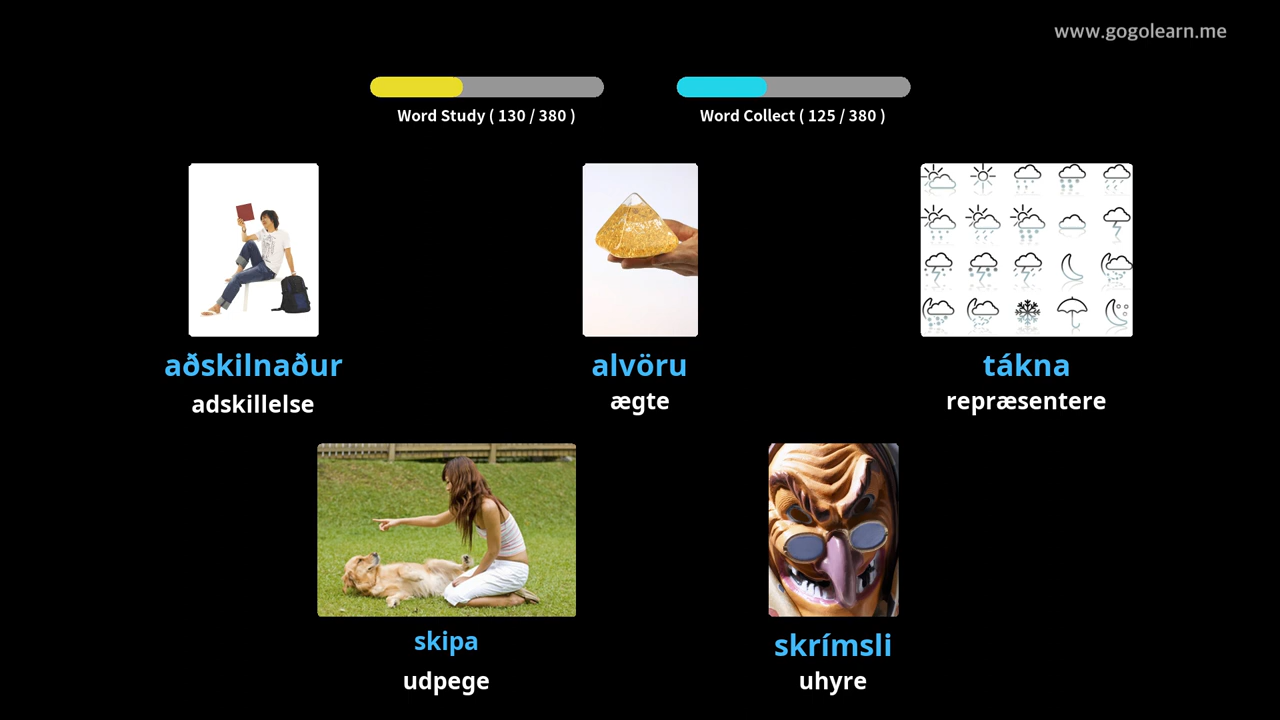 www.gogolearn.me
Word Study ( 130 / 380 )
Word Collect ( 125 / 380 )
aðskilnaður
adskillelse
alvöru
ægte
tákna
repræsentere
skipa
udpege
skrímsli
uhyre